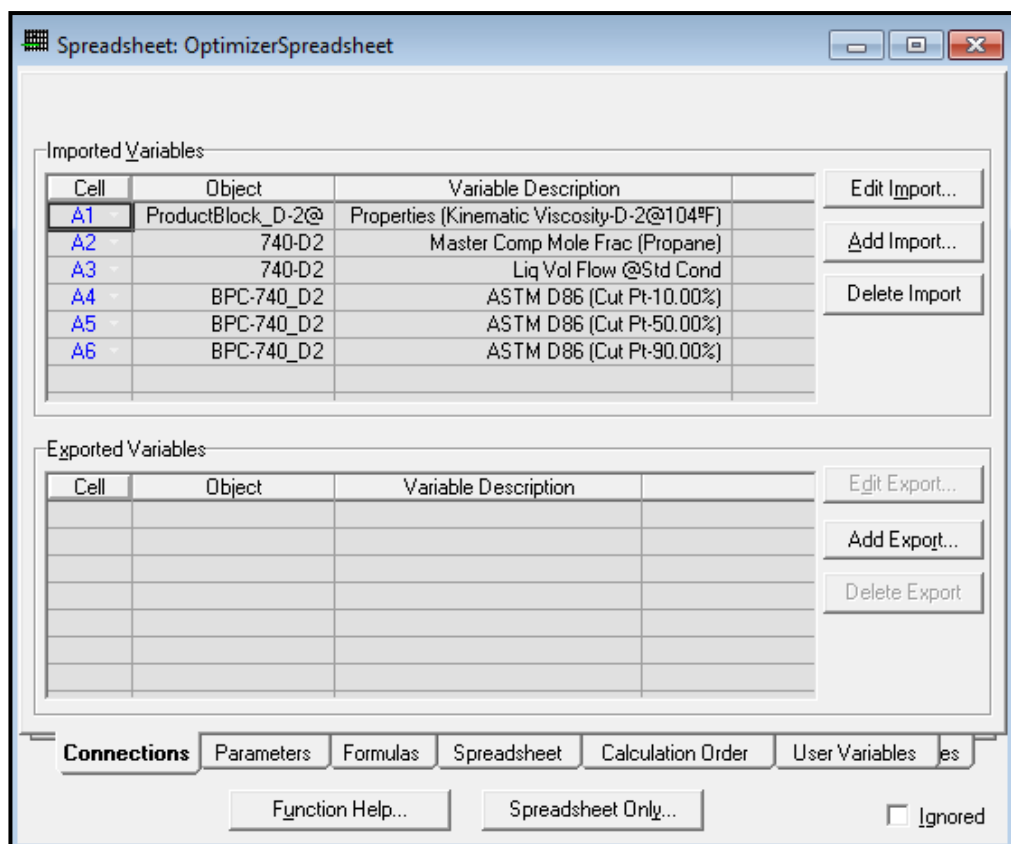 Spreadsheet: OptimizerSpreadsheet
Imported Variables
Cell Object Variable Description
A1 ProductBlock_D-2@ Properties (Kinematic Viscosity-D-2@104ºF)
A2 740-D2 Master Comp Mole Frac (Propane)
A3 740-D2 Liq Vol Flow @Std Cond
A4 BPC-740_D2 ASTM D86 (Cut Pt-10.00%)
A5 BPC-740_D2 ASTM D86 (Cut Pt-50.00%)
A6 BPC-740_D2 ASTM D86 (Cut Pt-90.00%)
Edit Import...
Add Import...
Delete Import
Exported Variables
Cell Object Variable Description
Edit Export...
Add Export...
Delete Export
Connections Parameters Formulas Spreadsheet Calculation Order User Variables es
Function Help... Spreadsheet Only... Ignored